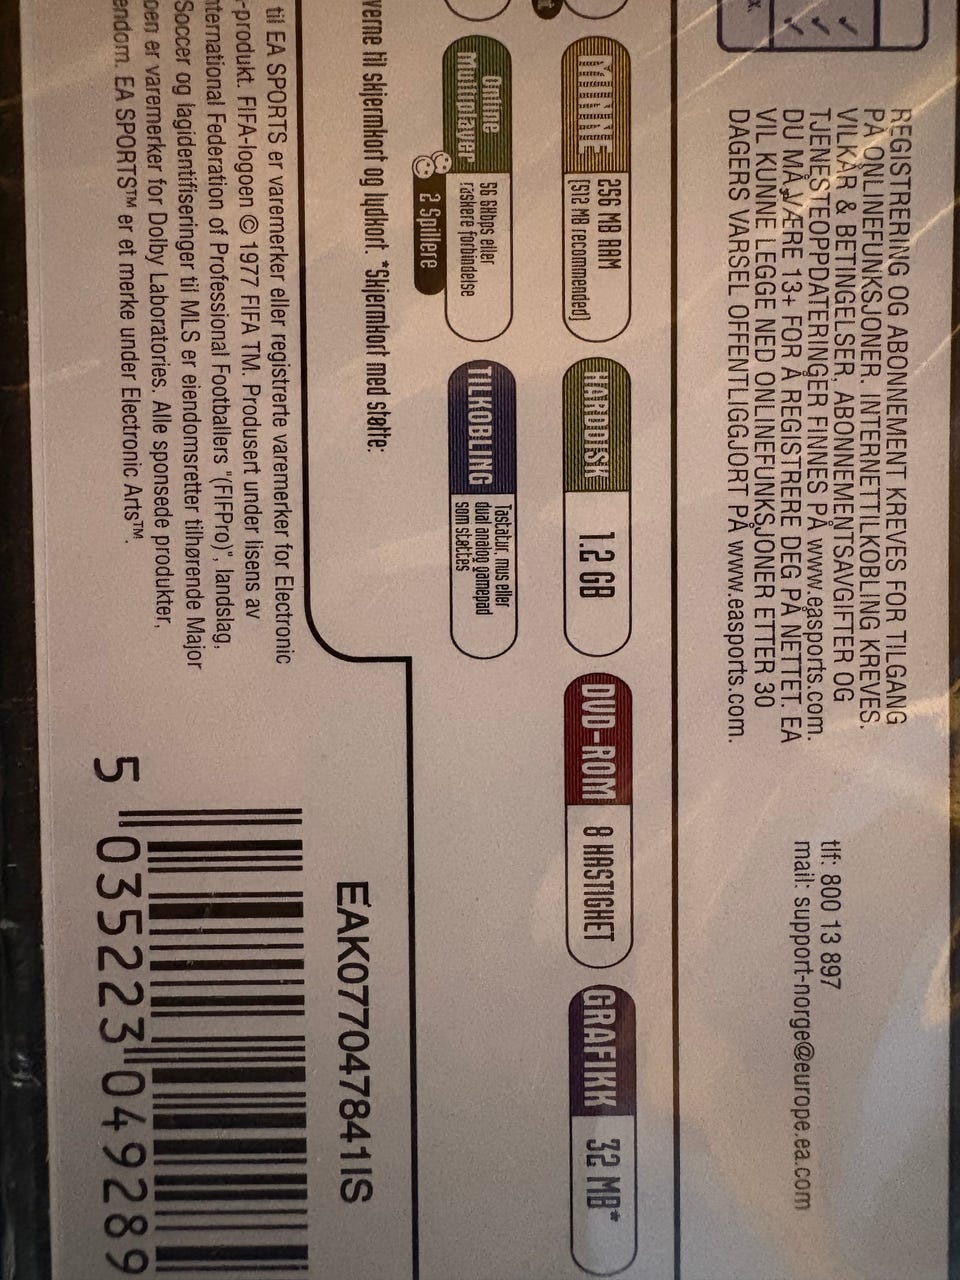 x.
REGISTRERING OG ABONNEMENT KREVES FOR TILGANG
PÅ ONLINEFUNKSJONER. INTERNETTILKOBLING KREVES.
VILKÅR & BETINGELSER, ABONNEMENTSAVGIFTER OG
TJENESTEOPPDATERINGER FINNES PÅ www.easports.com.
DU MÅ VÆRE 13+ FOR Å REGISTRERE DEG PÅ NETTET. EA
VIL KUNNE LEGGE NED ONLINEFUNKSJONER ETTER 30
DAGERS VARSEL OFFENTLIGGJORT PÅ www.easports.com.
tlf: 800 13 897
mail: support-norge@europe.ea.com
MINNE
256 MB RAM
(512 MB recommended)
HARDDISK
1.2 GB
DVD-ROM
8 HASTIGHET
GRAFIKK
32 MB*
Online
Multiplayer
56 6Kbps eller
raskere forbindelse
2 Spillere
TILKOBLING
Tastatur, mus eller
dual analog gamepad
som støttes
verne til skjermkort og lydkort. *Skjermkort med støtte:
til EA SPORTS er varemerker eller registrerte varemerker for Electronic
-produkt. FIFA-logoen © 1977 FIFA TM. Produsert under lisens av
nternational Federation of Professional Footballers "(FIFPro)", landslag,
Soccer og lagidentifiseringer til MLS er eiendomsretter tilhørende Major
oen er varemerker for Dolby Laboratories. Alle sponsede produkter,
endom. EA SPORTS™ er et merke under Electronic Arts™.
EAK07704784IIS
5 035223 049289